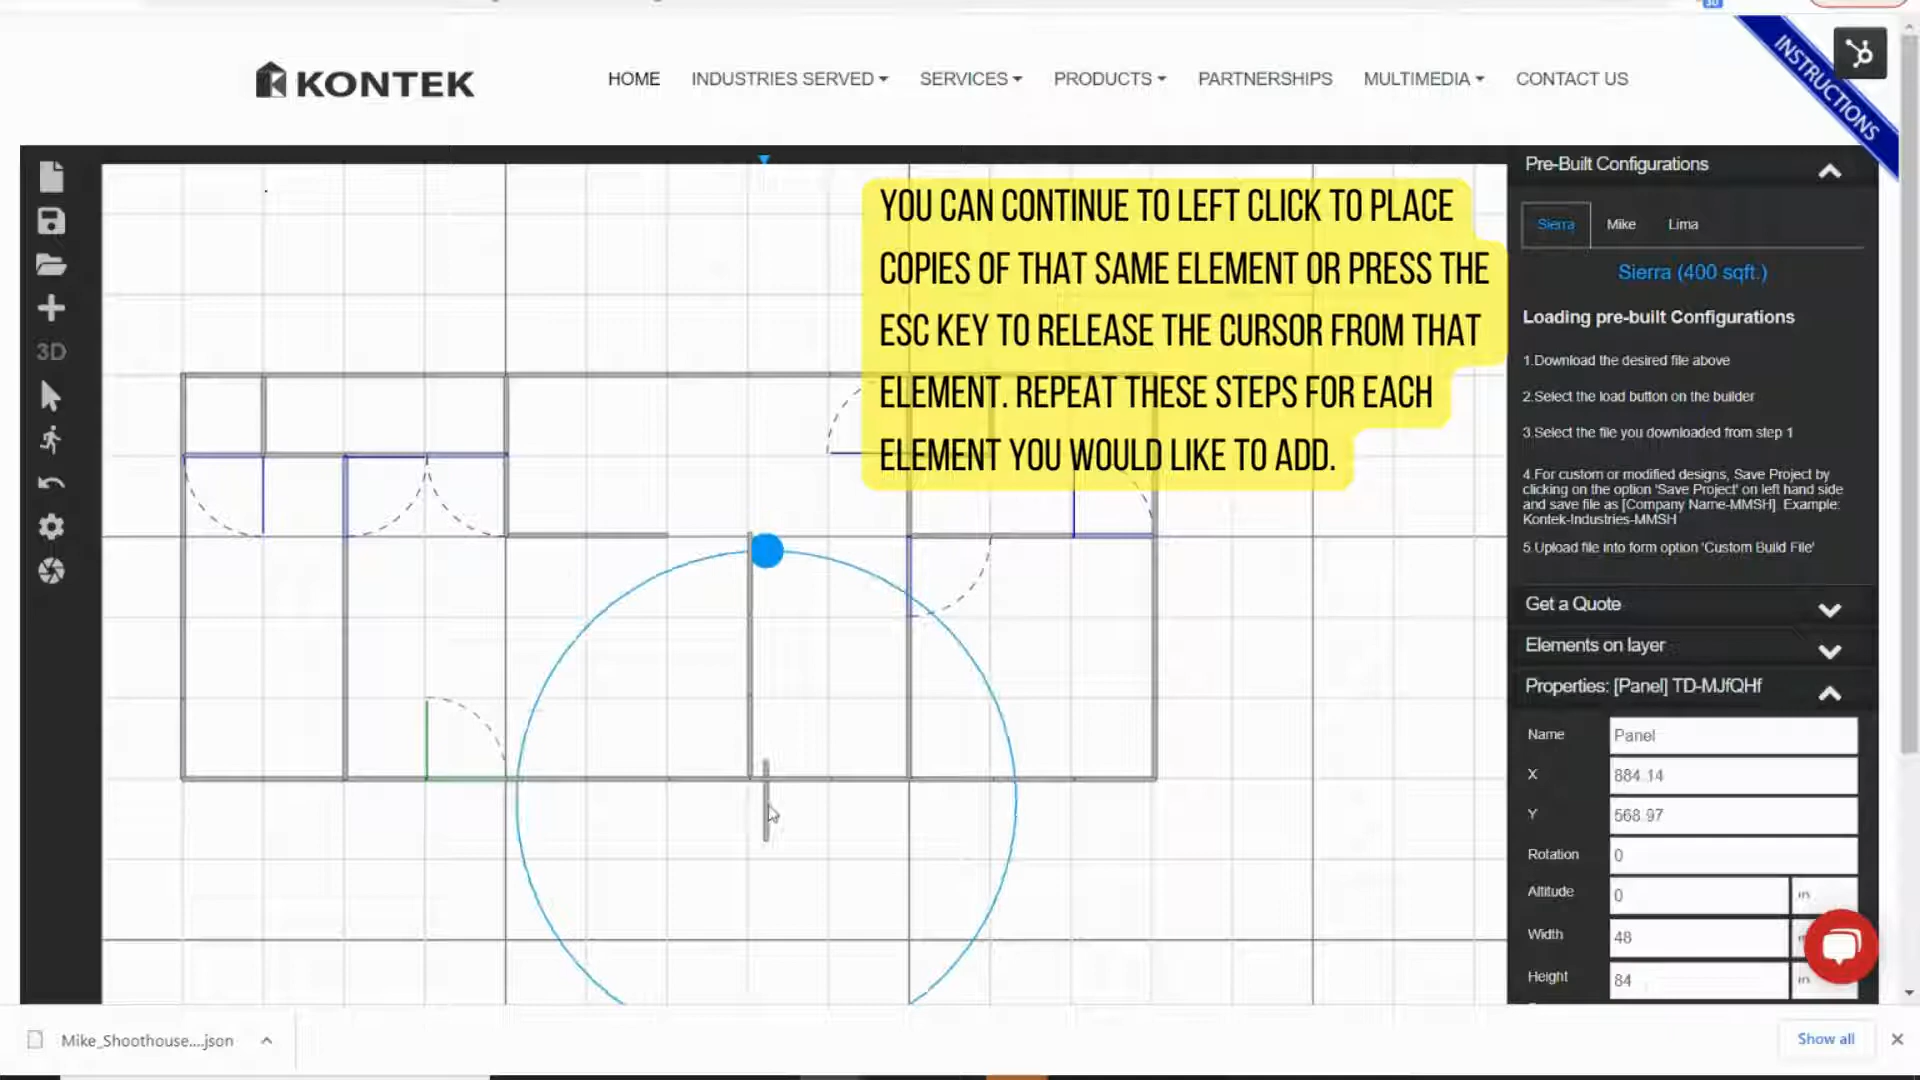 30
INSTRUCTIONS
KONTEK
HOME
INDUSTRIES SERVED
SERVICES
PRODUCTS
PARTNERSHIPS
MULTIMEDIA
CONTACT US
3D
YOU CAN CONTINUE TO LEFT CLICK TO PLACE
COPIES OF THAT SAME ELEMENT OR PRESS THE
ESC KEY TO RELEASE THE CURSOR FROM THAT
ELEMENT. REPEAT THESE STEPS FOR EACH
ELEMENT YOU WOULD LIKE TO ADD.
Pre-Built Configurations
Sierra Mike Lima
Sierra (400 sqft.)
Loading pre-built Configurations
1.Download the desired file above
2.Select the load button on the builder
3.Select the file you downloaded from step 1
4.For custom or modified designs, Save Project by
clicking on the option 'Save Project' on left hand side
and save file as [Company Name-MMSH]. Example:
Kontek-Industries-MMSH
5.Upload file into form option 'Custom Build File'
Get a Quote
Elements on layer
Properties: [Panel] TD-MJfQHf
Name Panel
X 884.14
Y 568.97
Rotation 0
Altitude 0 in
Width 48
Height 84 in
Mike_Shoothouse....json
Show all